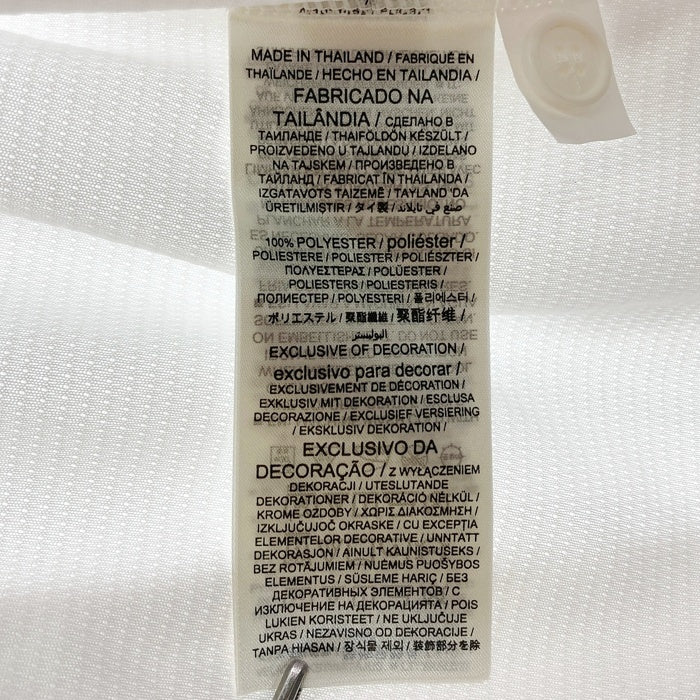 MADE IN THAILAND / FABRIQUÉ EN
THAÏLANDE / HECHO EN TAILANDIA /
FABRICADO NA
TAILÂNDIA / СДЕЛАНО В
ТАИЛАНДЕ / THAIFÖLDÖN KÉSZÜLT /
PROIZVEDENO U TAJLANDU / IZDELANO
NA TAJSKEM / ПРОИЗВЕДЕНО В
ТАЙЛАНД / FABRICAT ÎN THAILANDA /
IZGATAVOTS TAIZEMĒ / TAYLAND 'DA
ÜRETILMIŞTIR / タイ製 / صنع في تايلاند
100% POLYESTER / poliéster /
POLIESTERE / POLIESTER / POLIÉSZTER /
ΠΟΛΥΕΣΤΕΡΑΣ / POLÜESTER /
POLIESTERS / POLIESTERIS /
ПОЛИЕСТЕР / POLYESTERI / 폴리에스터 /
ポリエステル / 聚酯纖維 / 聚酯纤维 /
البوليستر
EXCLUSIVE OF DECORATION /
exclusivo para decorar /
EXCLUSIVEMENT DE DÉCORATION /
EXKLUSIV MIT DEKORATION / ESCLUSA
DECORAZIONE / EXCLUSIEF VERSIERING
/ EKSKLUSIV DEKORATION /
EXCLUSIVO DA
DECORAÇÃO / Z WYŁĄCZENIEM
DEKORACJI / UTESLUTANDE
DEKORATIONER / DEKORÁCIÓ NÉLKÜL /
KROME OZDOBY / ΧΩΡΙΣ ΔΙΑΚΟΣΜΗΣΗ /
IZKLJUČUJOČ OKRASKE / CU EXCEPȚIA
ELEMENTELOR DECORATIVE / UNNTATT
DEKORASJON / AINULT KAUNISTUSEKS /
BEZ ROTĀJUMIEM / NUĖMUS PUOŠYBOS
ELEMENTUS / SÜSLEME HARIÇ / БЕЗ
ДЕКОРАТИВНЫХ ЭЛЕМЕНТОВ / С
ИЗКЛЮЧЕНИЕ НА ДЕКОРАЦИЯТА / POIS
LUKIEN KORISTEET / NE UKLJUČUJE
UKRAS / NEZAVISNO OD DEKORACIJE /
TANPA HIASAN / 장식물 제외 / 装飾部分を除